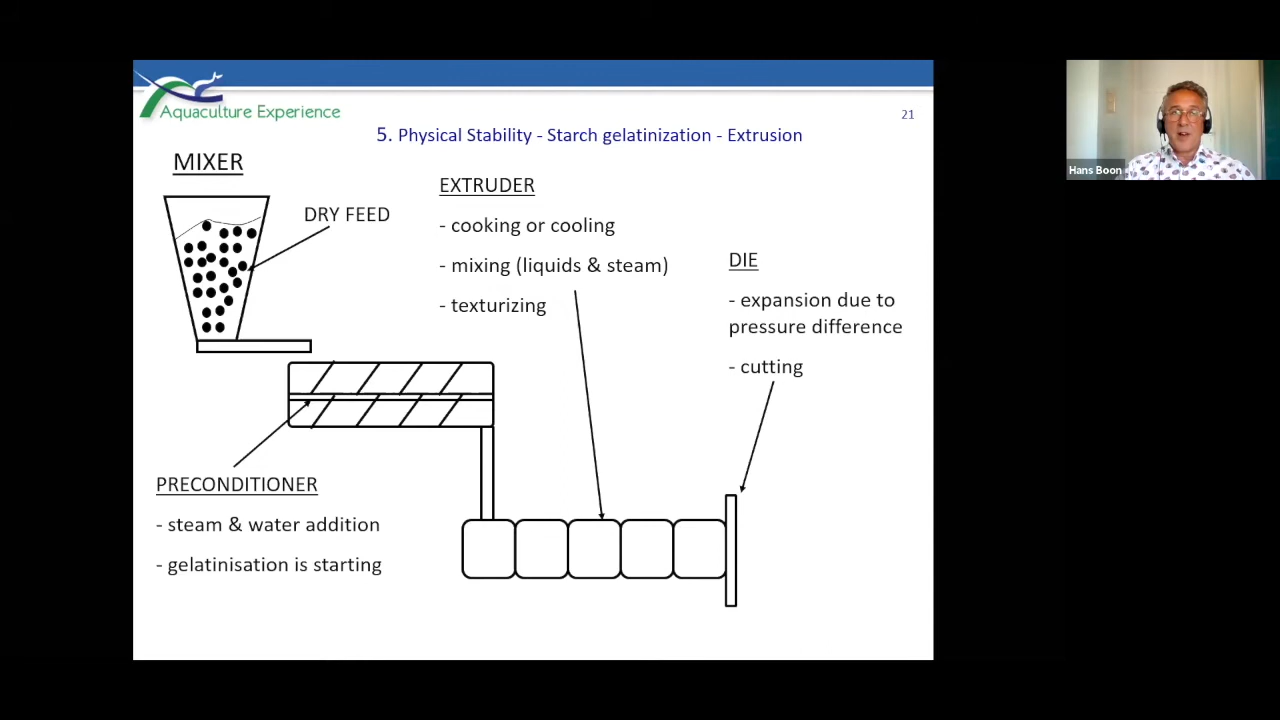 Aquaculture Experience
21
5. Physical Stability - Starch gelatinization - Extrusion
MIXER
DRY FEED
EXTRUDER
- cooking or cooling
- mixing (liquids & steam)
- texturizing
DIE
- expansion due to
pressure difference
- cutting
PRECONDITIONER
- steam & water addition
- gelatinisation is starting
Hans Boon